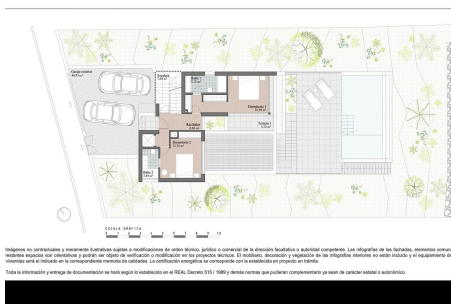 Garaje exterior
Escalera
Baño 1
Dormitorio 1
Recibidor
Terraza 1
Dormitorio 2
Baño 2
ESCALA GRÁFICA
0 1 2 3 4 5 6 7 8 9 10
Imágenes no contractuales y meramente ilustrativas sujetas a modificaciones de orden técnico, jurídico o comercial de la dirección facultativa o autoridad competente. Las infografías de las fachadas, elementos comun
restantes espacios son orientativas y podrán ser objeto de verificación o modificación en los proyectos técnicos. El mobiliario, decoración y vegetación de las infografías interiores no están incluido y el equipamiento de
viviendas será el indicado en la correspondiente memoria de calidades. La certificación energética se corresponde con la establecida en proyecto en trámite.
Toda la información y entrega de documentación se hará según lo establecido en el REAL Decreto 515 / 1989 y demás normas que pudieran complementarlo ya sean de carácter estatal o autonómico.